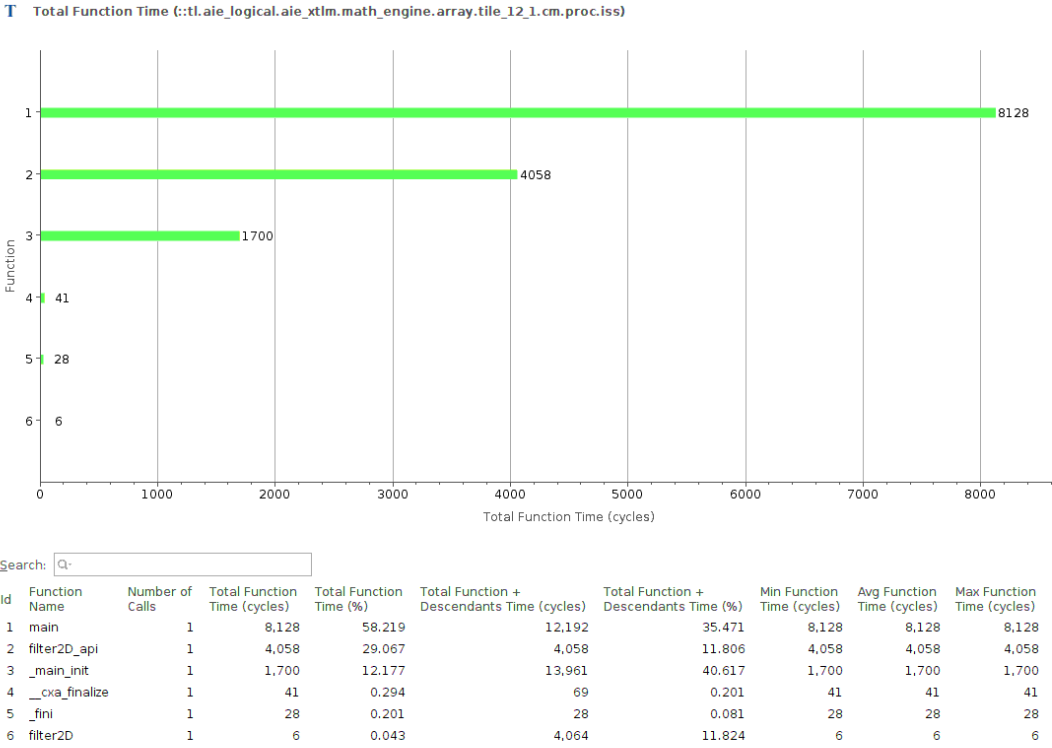 T Total Function Time (::tl.aie_logical.aie_xtlm.math_engine.array.tile_12_1.cm.proc.iss)
1 8128
2 4058
3 1700
Function
4 41
5 28
6 6
0 1000 2000 3000 4000 5000 6000 7000 8000
Total Function Time (cycles)
Search:
Id Function Name Number of Calls Total Function Time (cycles) Total Function Time (%) Total Function + Descendants Time (cycles) Total Function + Descendants Time (%) Min Function Time (cycles) Avg Function Time (cycles) Max Function Time (cycles)
1 main 1 8,128 58.219 12,192 35.471 8,128 8,128 8,128
2 filter2D_api 1 4,058 29.067 4,058 11.806 4,058 4,058 4,058
3 _main_init 1 1,700 12.177 13,961 40.617 1,700 1,700 1,700
4 __cxa_finalize 1 41 0.294 69 0.201 41 41 41
5 _fini 1 28 0.201 28 0.081 28 28 28
6 filter2D 1 6 0.043 4,064 11.824 6 6 6